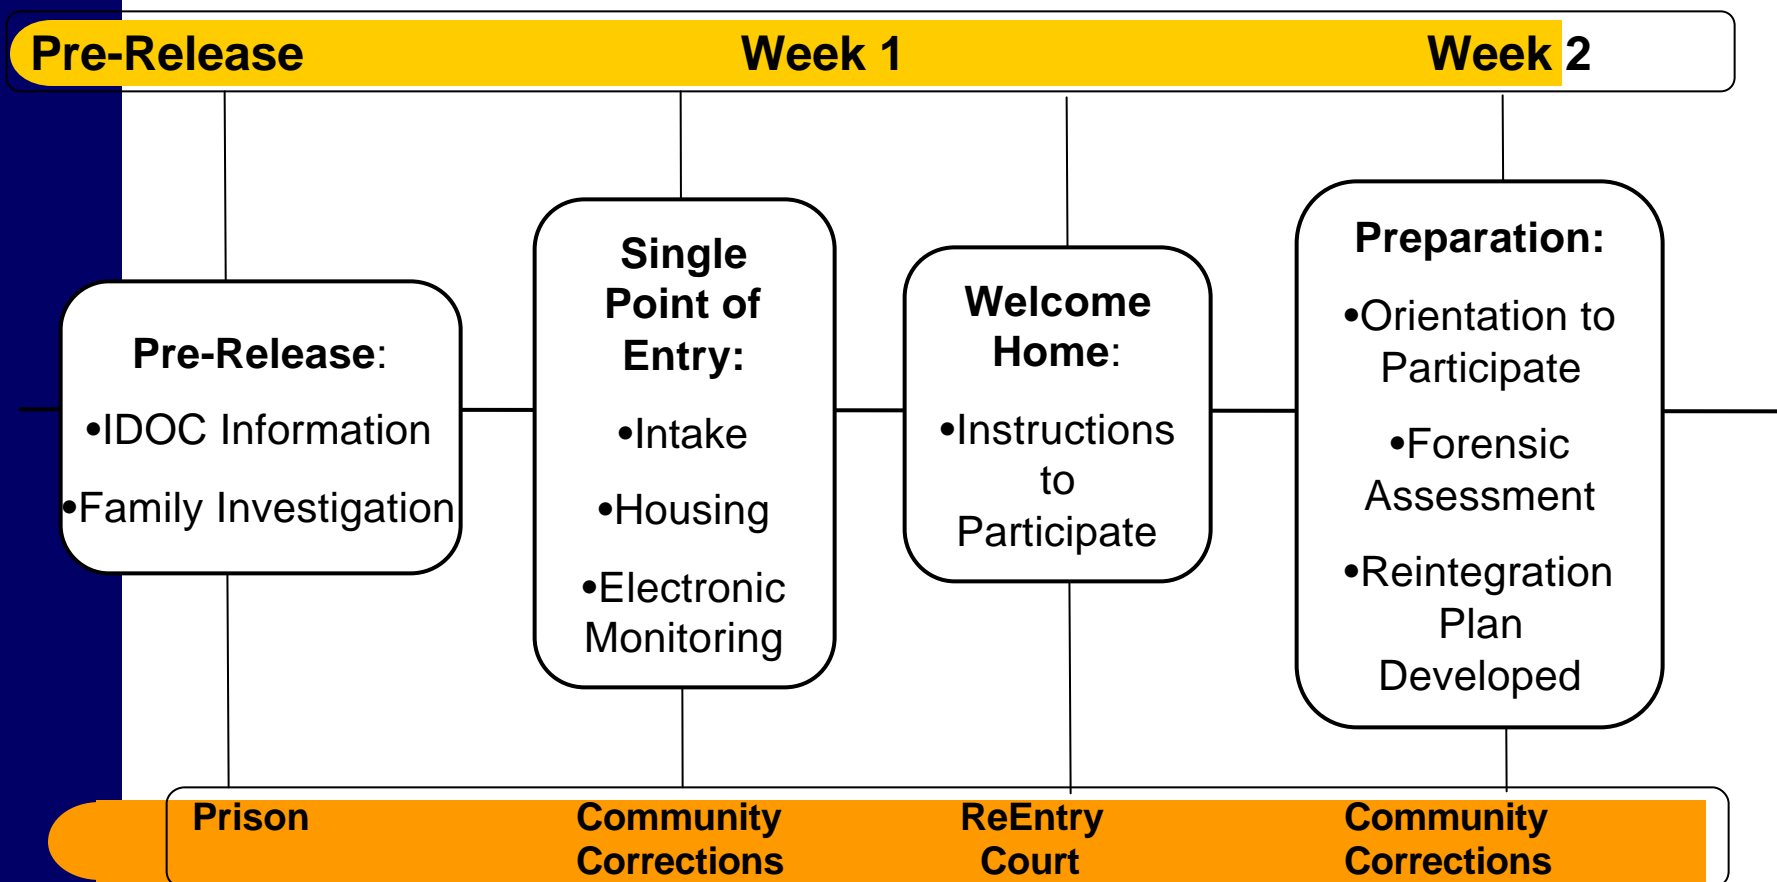 Pre-Release Week 1 Week 2
Pre-Release:
•IDOC Information
•Family Investigation
Single
Point of
Entry:
•Intake
•Housing
•Electronic
Monitoring
Welcome
Home:
•Instructions
to
Participate
Preparation:
•Orientation to
Participate
•Forensic
Assessment
•Reintegration
Plan
Developed
Prison
Community
Corrections
ReEntry
Court
Community
Corrections